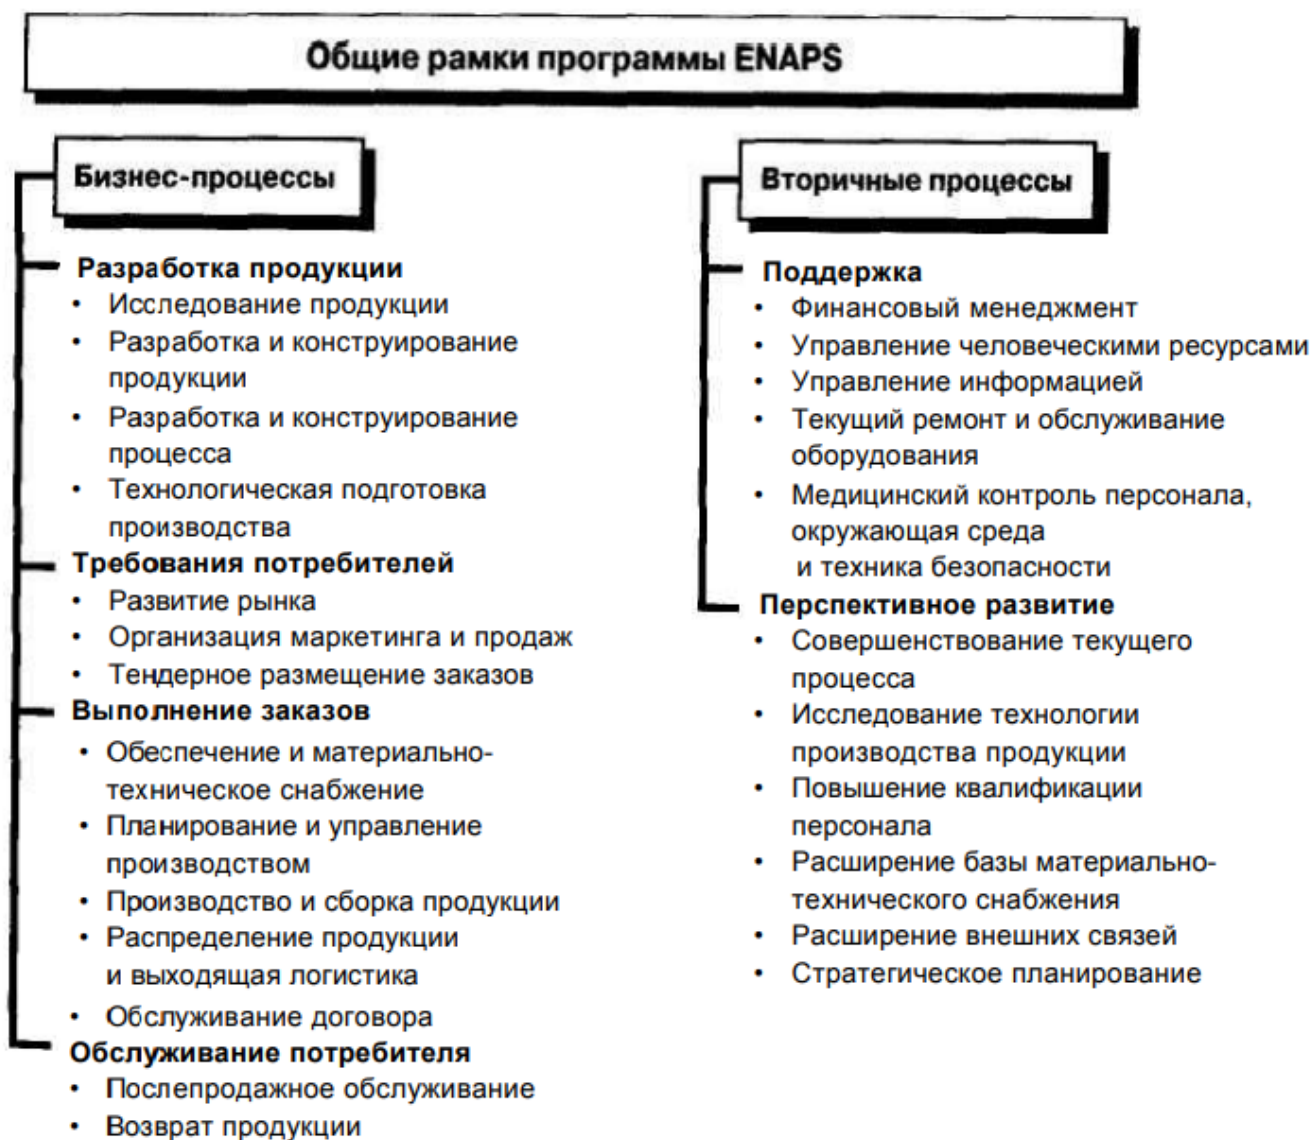 Общие рамки программы ENAPS
Бизнес-процессы
Разработка продукции
• Исследование продукции
• Разработка и конструирование
продукции
• Разработка и конструирование
процесса
• Технологическая подготовка
производства
Требования потребителей
• Развитие рынка
• Организация маркетинга и продаж
• Тендерное размещение заказов
Выполнение заказов
• Обеспечение и материально-
техническое снабжение
• Планирование и управление
производством
• Производство и сборка продукции
• Распределение продукции
и выходящая логистика
• Обслуживание договора
Обслуживание потребителя
• Послепродажное обслуживание
• Возврат продукции
Вторичные процессы
Поддержка
• Финансовый менеджмент
• Управление человеческими ресурсами
• Управление информацией
• Текущий ремонт и обслуживание
оборудования
• Медицинский контроль персонала,
окружающая среда
и техника безопасности
Перспективное развитие
• Совершенствование текущего
процесса
• Исследование технологии
производства продукции
• Повышение квалификации
персонала
• Расширение базы материально-
технического снабжения
• Расширение внешних связей
• Стратегическое планирование